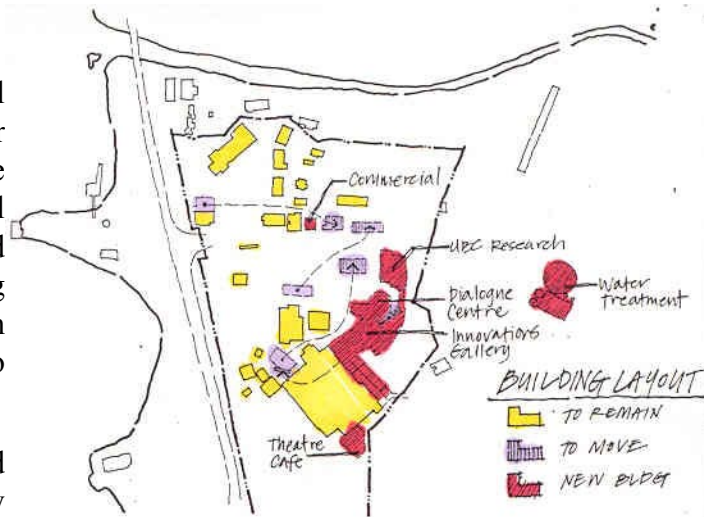 Commercial
UBC Research
Dialogue
Centre
Innovations
Gallery
Water
Treatment
BUILDING LAYOUT
TO REMAIN
TO MOVE
NEW BLDG
Theatre
Cafe